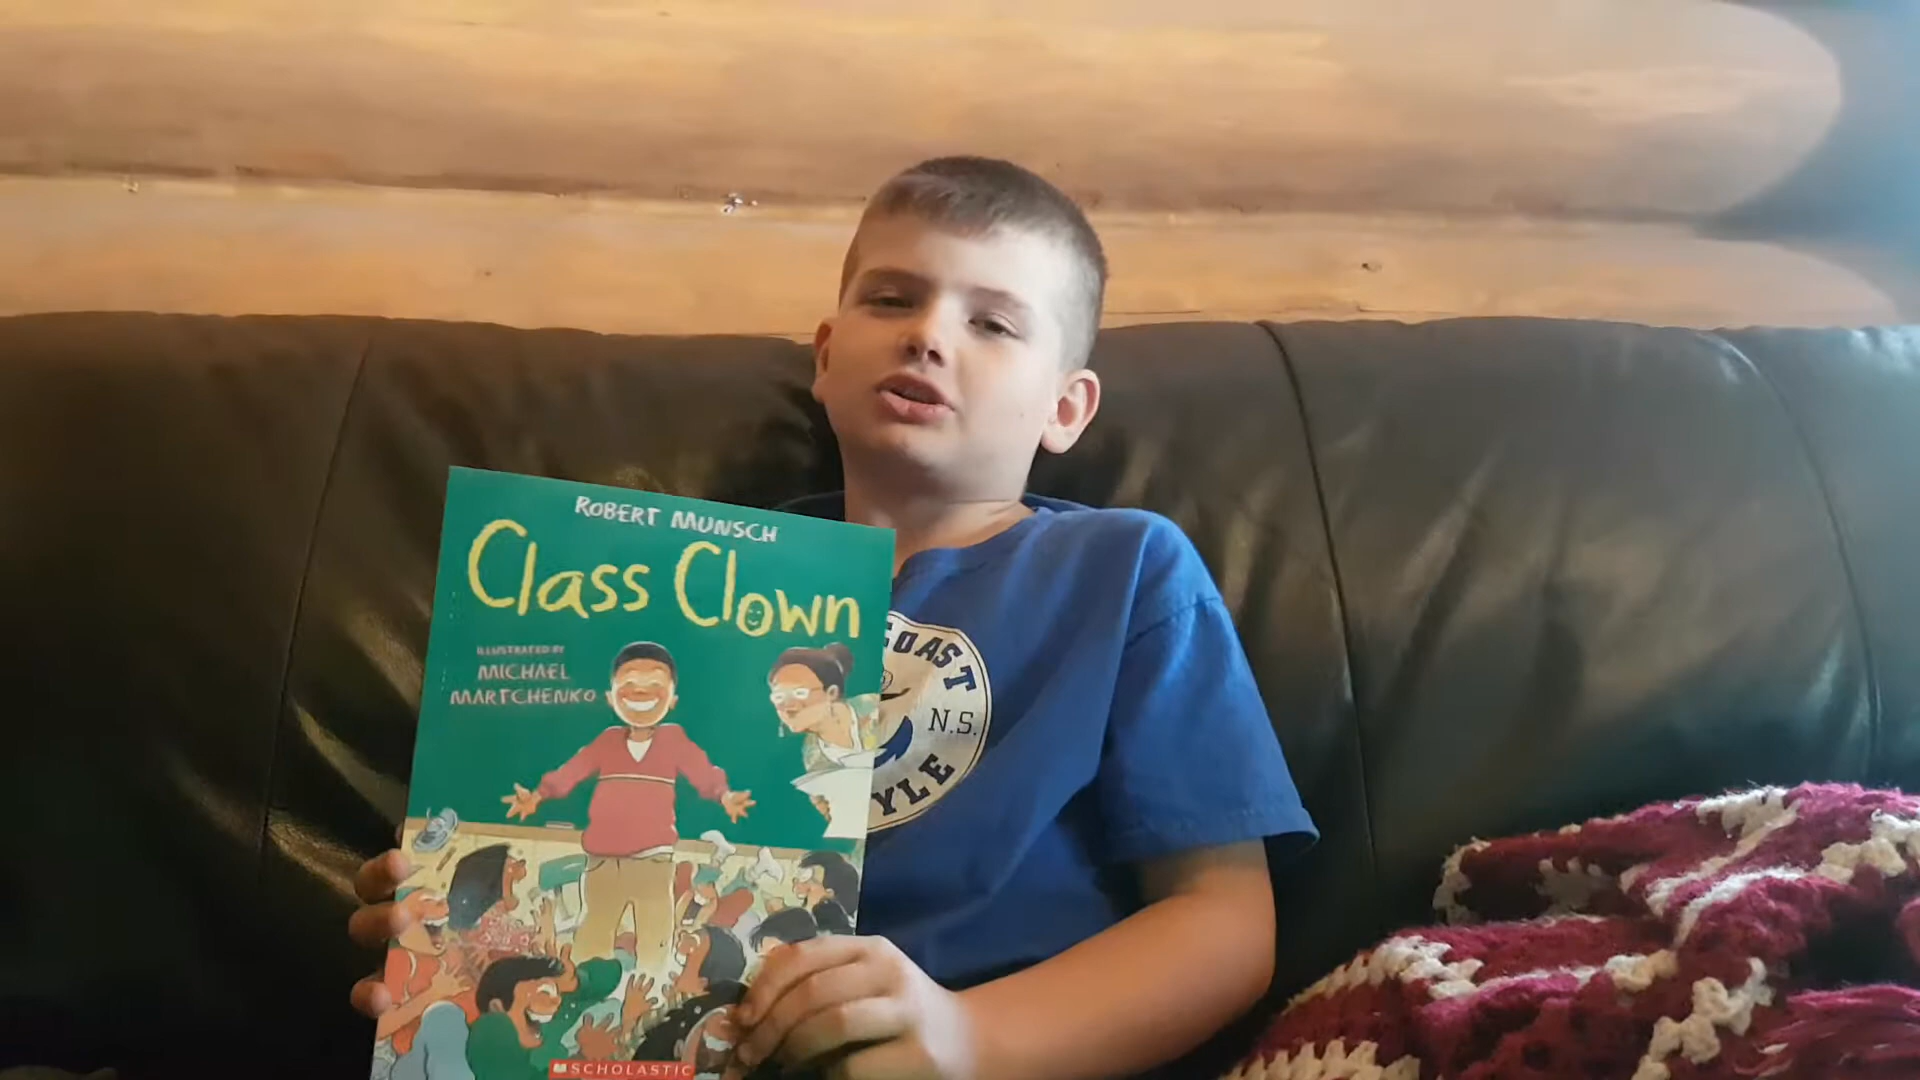 ROBERT MUNSCH
Class Clown
ILLUSTRATED BY
MICHAEL
MARTCHENKO
SCHOLASTIC
COAST
N.S.
YLE